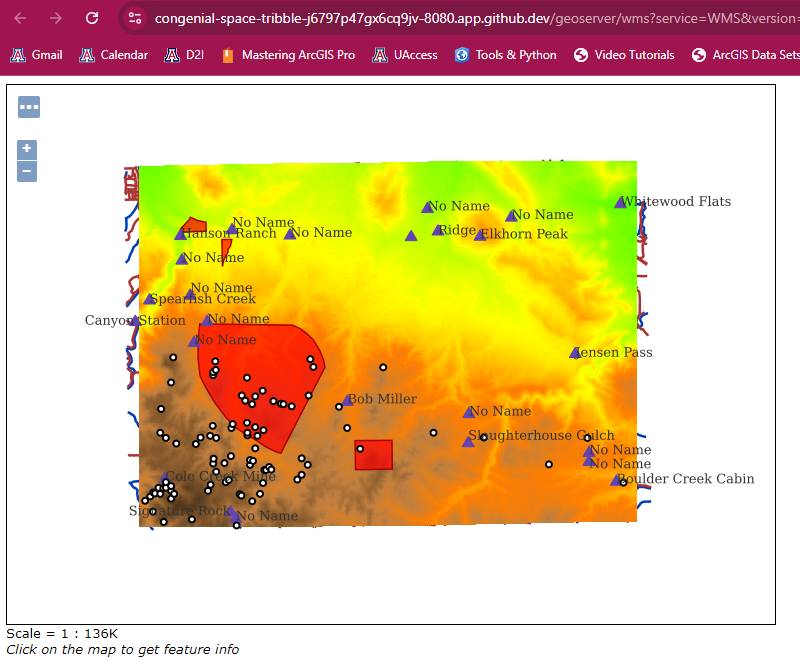 congenial-space-tribble-j6797p47gx6cq9jv-8080.app.github.dev/geoserver/wms?service=WMS&version=
Gmail Calendar D2l Mastering ArcGIS Pro UAccess Tools & Python Video Tutorials ArcGIS Data Sets
+
−
Whitewood Flats
No Name
No Name
No Name
Hanson Ranch
No Name
Ridge
Elkhorn Peak
No Name
No Name
Spearfish Creek
Canyon Station
No Name
No Name
Jensen Pass
Bob Miller
No Name
Slaughterhouse Gulch
No Name
No Name
Cole Creek Mine
Boulder Creek Cabin
Signature Rock
No Name
Scale = 1 : 136K
Click on the map to get feature info